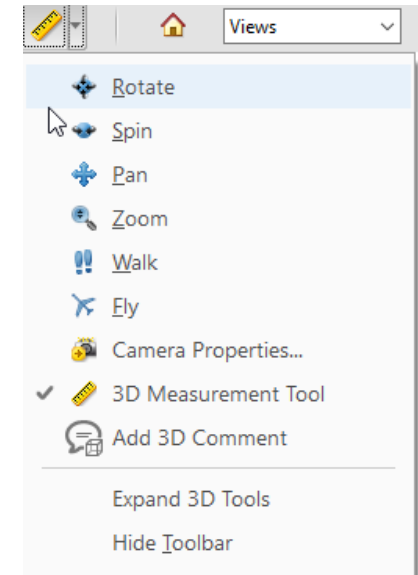 Views
Rotate
Spin
Pan
Zoom
Walk
Fly
Camera Properties...
3D Measurement Tool
Add 3D Comment
Expand 3D Tools
Hide Toolbar